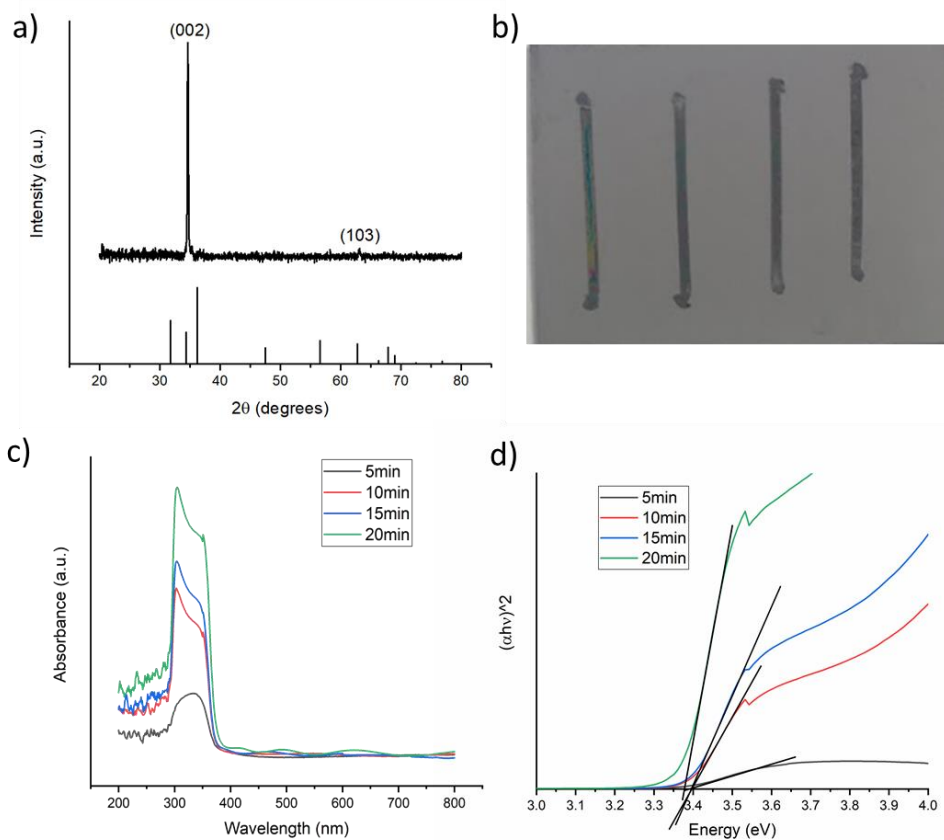 a)
(002)
(103)
Intensity (a.u.)
20 30 40 50 60 70 80
2θ (degrees)
b)
c)
5min
10min
15min
20min
Absorbance (a.u.)
200 300 400 500 600 700 800
Wavelength (nm)
d)
5min
10min
15min
20min
(αhν)^2
3.0 3.1 3.2 3.3 3.4 3.5 3.6 3.7 3.8 3.9 4.0
Energy (eV)